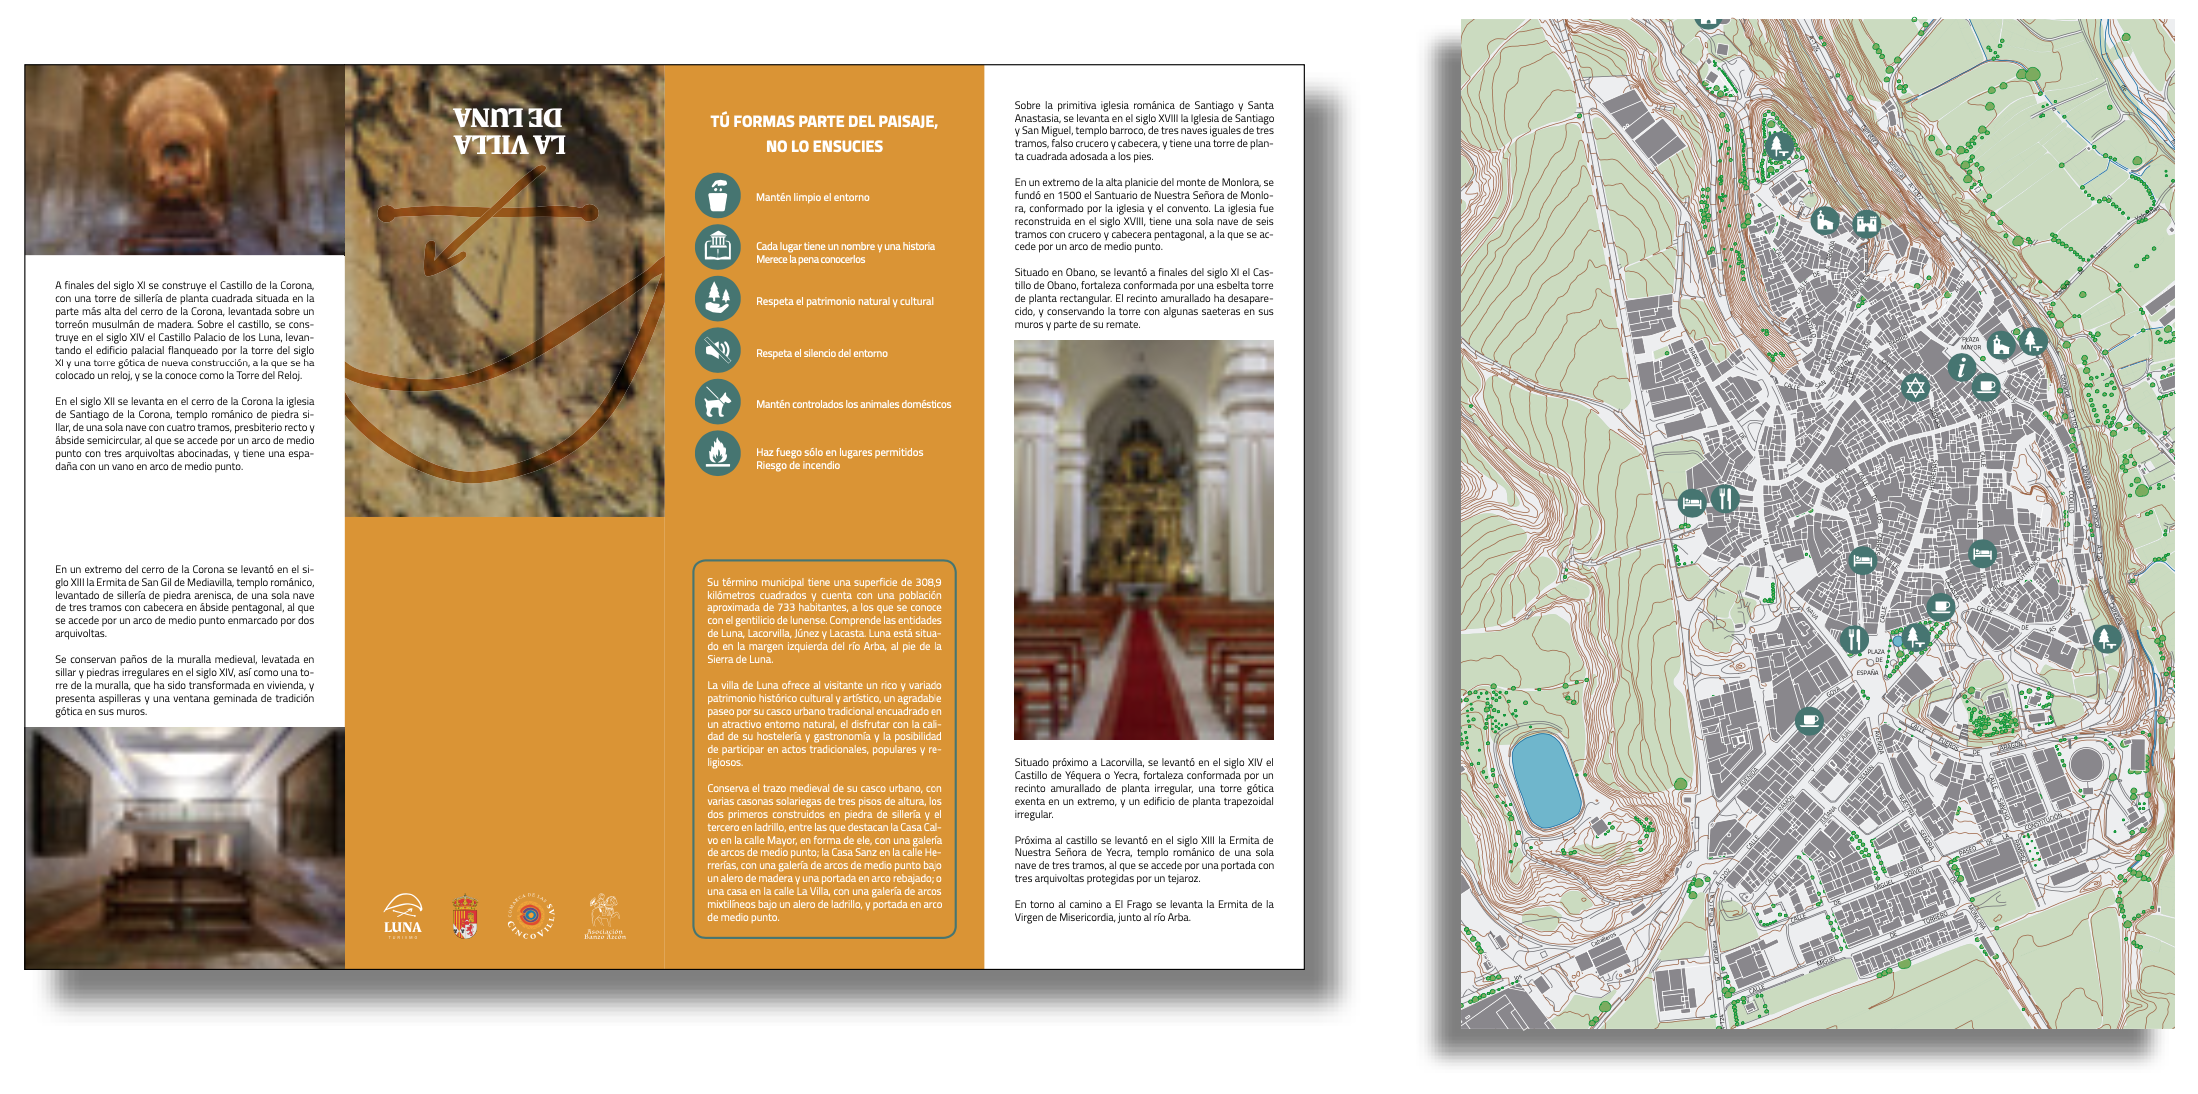 A finales del siglo XI se construye el Castillo de la Corona,
con una torre de sillería de planta cuadrada situada en la
parte más alta del cerro de la Corona, levantada sobre un
torreón musulmán de madera. Sobre el castillo, se cons-
truye en el siglo XIV el Castillo Palacio de los Luna, levan-
tando el edificio palacial flanqueado por la torre del siglo
XI y una torre gótica de nueva construcción, a la que se ha
colocado un reloj, y se la conoce como la Torre del Reloj.
En el siglo XII se levanta en el cerro de la Corona la iglesia
de Santiago de la Corona, templo románico de piedra si-
llar, de una sola nave con cuatro tramos, presbiterio recto y
ábside semicircular, al que se accede por un arco de medio
punto con tres arquivoltas abocinadas, y tiene una espa-
daña con un vano en arco de medio punto.
En un extremo del cerro de la Corona se levantó en el si-
glo XIII la Ermita de San Gil de Mediavilla, templo románico,
levantado de sillería de piedra arenisca, de una sola nave
de tres tramos con cabecera en ábside pentagonal, al que
se accede por un arco de medio punto enmarcado por dos
arquivoltas.
Se conservan paños de la muralla medieval, levatada en
sillar y piedras irregulares en el siglo XIV, así como una to-
rre de la muralla, que ha sido transformada en vivienda, y
presenta aspilleras y una ventana geminada de tradición
gótica en sus muros.
LA VILLA
DE LUNA
LUNA
TURISMO
COMARCA DE LAS
CINCO VILLAS
Asociación
Banzo Azcón
TÚ FORMAS PARTE DEL PAISAJE,
NO LO ENSUCIES
Mantén limpio el entorno
Cada lugar tiene un nombre y una historia
Merece la pena conocerlos
Respeta el patrimonio natural y cultural
Respeta el silencio del entorno
Mantén controlados los animales domésticos
Haz fuego sólo en lugares permitidos
Riesgo de incendio
Su término municipal tiene una superficie de 308,9
kilómetros cuadrados y cuenta con una población
aproximada de 733 habitantes, a los que se conoce
con el gentilicio de lunense. Comprende las entidades
de Luna, Lacorvilla, Júnez y Lacasta. Luna está situa-
do en la margen izquierda del río Arba, al pie de la
Sierra de Luna.
La villa de Luna ofrece al visitante un rico y variado
patrimonio histórico cultural y artístico, un agradable
paseo por su casco urbano tradicional encuadrado en
un atractivo entorno natural, el disfrutar con la cali-
dad de su hostelería y gastronomía y la posibilidad
de participar en actos tradicionales, populares y re-
ligiosos.
Conserva el trazo medieval de su casco urbano, con
varias casonas solariegas de tres pisos de altura, los
dos primeros construidos en piedra de sillería y el
tercero en ladrillo, entre las que destacan la Casa Cal-
vo en la calle Mayor, en forma de ele, con una galería
de arcos de medio punto; la Casa Sanz en la calle He-
rrerías, con una galería de arcos de medio punto bajo
un alero de madera y una portada en arco rebajado; o
una casa en la calle La Villa, con una galería de arcos
mixtilíneos bajo un alero de ladrillo, y portada en arco
de medio punto.
Sobre la primitiva iglesia románica de Santiago y Santa
Anastasia, se levanta en el siglo XVIII la Iglesia de Santiago
y San Miguel, templo barroco, de tres naves iguales de tres
tramos, falso crucero y cabecera, y tiene una torre de plan-
ta cuadrada adosada a los pies.
En un extremo de la alta planicie del monte de Monlora, se
fundó en 1500 el Santuario de Nuestra Señora de Monlo-
ra, conformado por la iglesia y el convento. La iglesia fue
reconstruida en el siglo XVIII, tiene una sola nave de seis
tramos con crucero y cabecera pentagonal, a la que se ac-
cede por un arco de medio punto.
Situado en Obano, se levantó a finales del siglo XI el Cas-
tillo de Obano, fortaleza conformada por una esbelta torre
de planta rectangular. El recinto amurallado ha desapare-
cido, y conservando la torre con algunas saeteras en sus
muros y parte de su remate.
Situado próximo a Lacorvilla, se levantó en el siglo XIV el
Castillo de Yéquera o Yecra, fortaleza conformada por un
recinto amurallado de planta irregular, una torre gótica
exenta en un extremo, y un edificio de planta trapezoidal
irregular.
Próxima al castillo se levantó en el siglo XIII la Ermita de
Nuestra Señora de Yecra, templo románico de una sola
nave de tres tramos, al que se accede por una portada con
tres arquivoltas protegidas por un tejaroz.
En torno al camino a El Frago se levanta la Ermita de la
Virgen de Misericordia, junto al río Arba.
PLAZA
MAYOR
i
PLAZA
DE
ESPAÑA
CALLE
DE
LAS